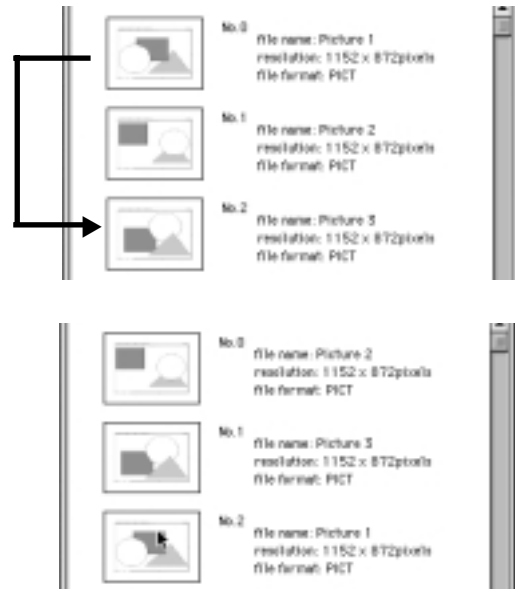 No.0
file name: Picture 1
resolution: 1152 x 872pixels
file format: PICT
No.1
file name: Picture 2
resolution: 1152 x 872pixels
file format: PICT
No.2
file name: Picture 3
resolution: 1152 x 872pixels
file format: PICT
No.0
file name: Picture 2
resolution: 1152 x 872pixels
file format: PICT
No.1
file name: Picture 3
resolution: 1152 x 872pixels
file format: PICT
No.2
file name: Picture 1
resolution: 1152 x 872pixels
file format: PICT